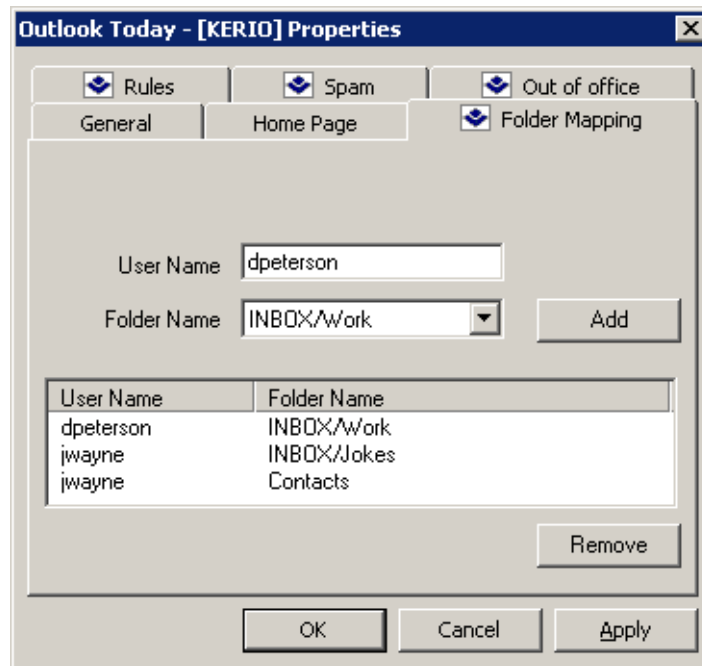 Outlook Today - [KERIO] Properties
Rules Spam Out of office
General Home Page Folder Mapping
User Name dpeterson
Folder Name INBOX/Work Add
User Name Folder Name
dpeterson INBOX/Work
jwayne INBOX/Jokes
jwayne Contacts
Remove
OK Cancel Apply